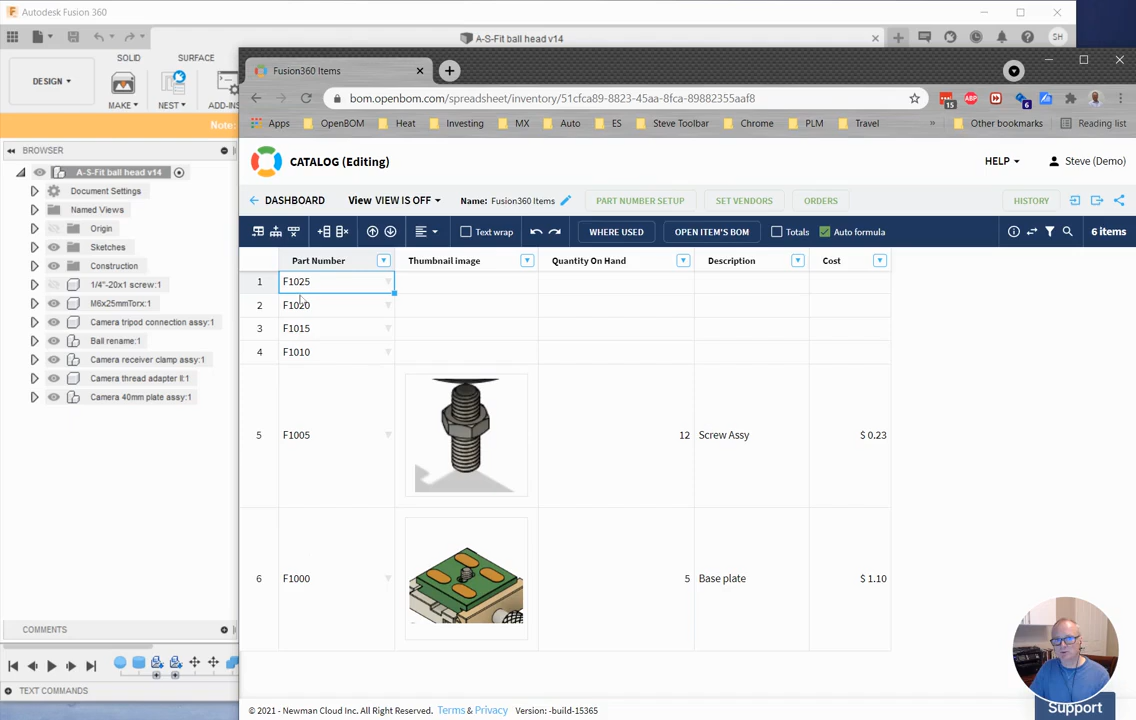 Autodesk Fusion 360
A-S-Fit ball head v14
SH
SOLID
SURFACE
DESIGN
MAKE
NEST
ADD-INS
Note:
BROWSER
A-S-Fit ball head v14
Document Settings
Named Views
Origin
Sketches
Construction
1/4"-20x1 screw:1
M6x25mmTorx:1
Camera tripod connection assy:1
Ball rename:1
Camera receiver clamp assy:1
Camera thread adapter II:1
Camera 40mm plate assy:1
COMMENTS
TEXT COMMANDS
Fusion360 Items
bom.openbom.com/spreadsheet/inventory/51cfca89-8823-45aa-8fca-89882355aaf8
15
ABP
6
Apps
OpenBOM
Heat
Investing
MX
Auto
ES
Steve Toolbar
Chrome
PLM
Travel
»
Other bookmarks
Reading list
CATALOG (Editing)
HELP
Steve (Demo)
DASHBOARD
View VIEW IS OFF
Name: Fusion360 Items
PART NUMBER SETUP
SET VENDORS
ORDERS
HISTORY
Text wrap
WHERE USED
OPEN ITEM'S BOM
Totals
Auto formula
6 items
Part Number
Thumbnail image
Quantity On Hand
Description
Cost
1 F1025
2 F1020
3 F1015
4 F1010
5 F1005 12 Screw Assy $ 0.23
6 F1000 5 Base plate $ 1.10
© 2021 - Newman Cloud Inc. All Right Reserved. Terms & Privacy Version: -build-15365
Support